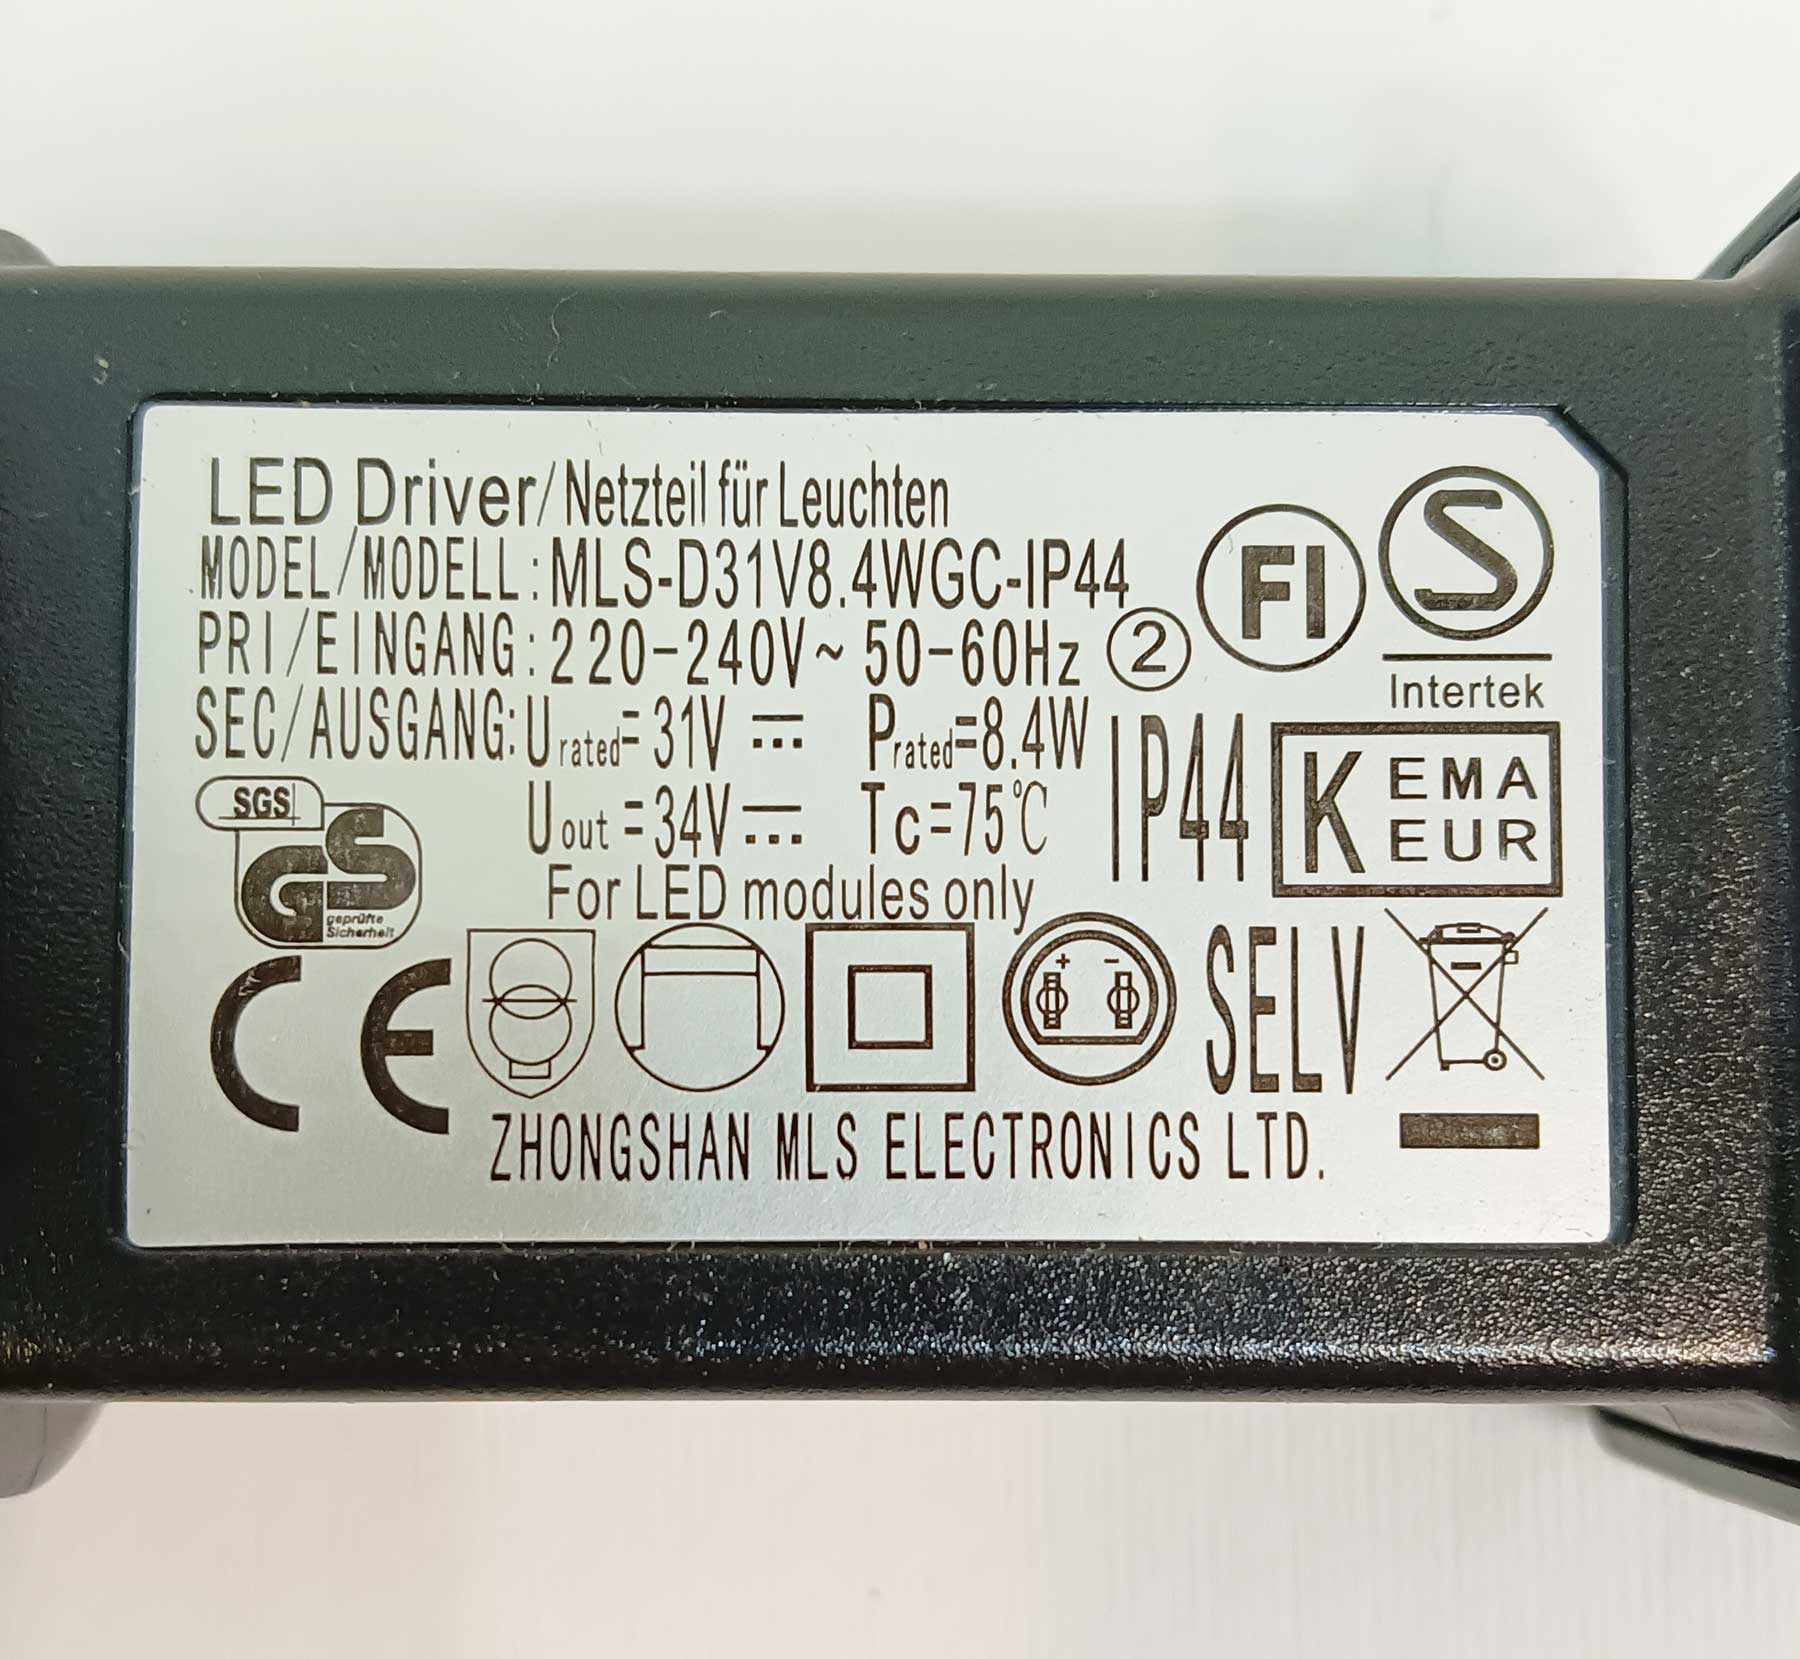 LED Driver/Netzteil für Leuchten
MODEL/MODELL:MLS-D31V8.4WGC-IP44
PRI/EINGANG:220-240V~ 50-60Hz ②
SEC/AUSGANG:Urated=31V ⎓ Prated=8.4W
Uout=34V⎓ Tc=75℃
For LED modules only
FI
S
Intertek
IP44
KEMA
EUR
SGS
GS
geprüfte
Sicherheit
CE
+ −
SELV
ZHONGSHAN MLS ELECTRONICS LTD.